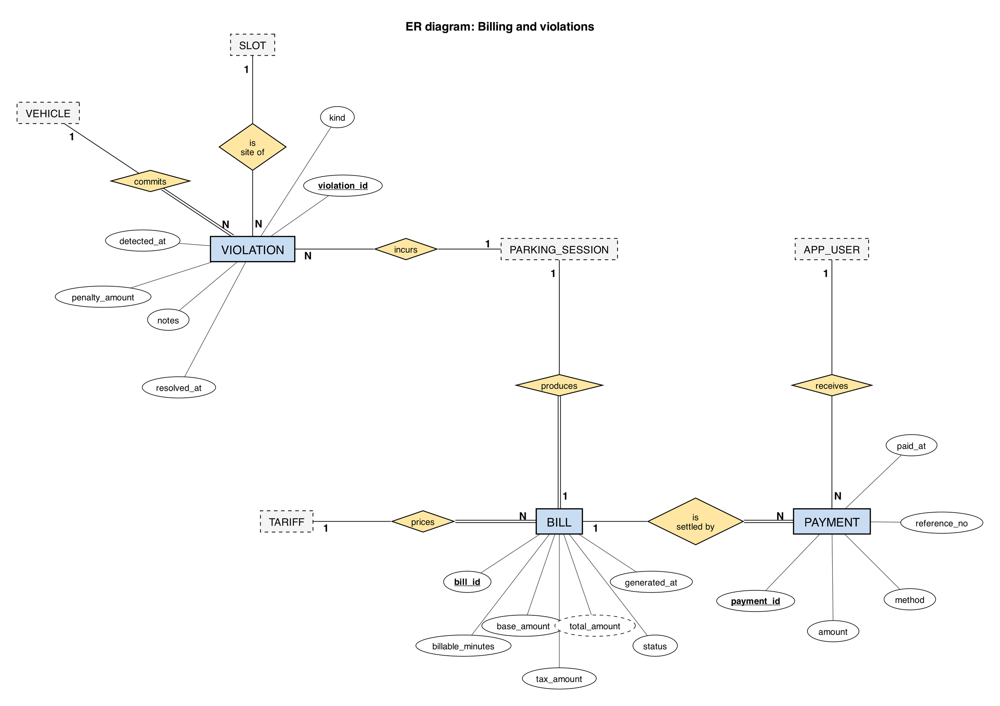 ER diagram: Billing and violations
SLOT
1
VEHICLE
1
kind
is
site of
commits
violation_id
N
N
detected_at
VIOLATION
N
incurs
1
PARKING_SESSION
APP_USER
1
1
penalty_amount
notes
resolved_at
produces
receives
paid_at
1
N
TARIFF
1
prices
N
BILL
1
is
settled by
N
PAYMENT
reference_no
bill_id
generated_at
payment_id
method
base_amount
total_amount
amount
billable_minutes
status
tax_amount